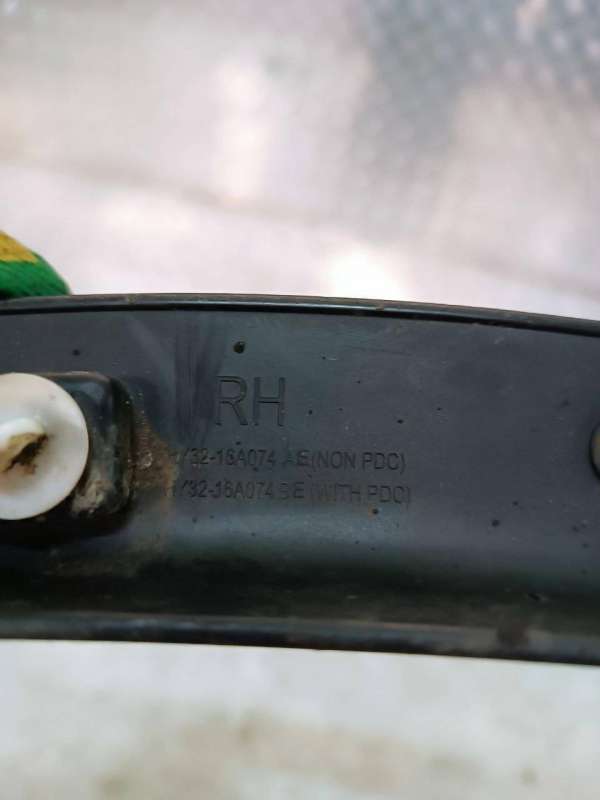 RH
/32-16A074 AE (NON PDC)
/32-16A074 BE (WITH PDC)